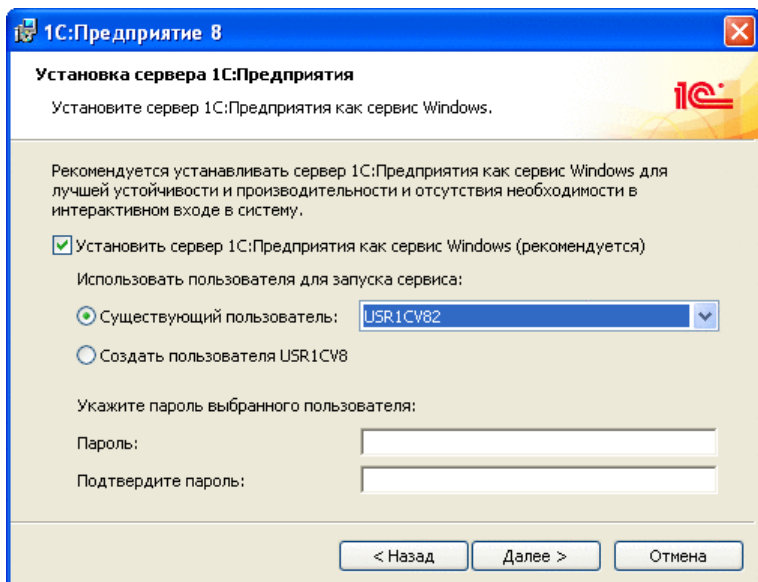 1С:Предприятие 8
Установка сервера 1С:Предприятия
Установите сервер 1С:Предприятия как сервис Windows.
1С
Рекомендуется устанавливать сервер 1С:Предприятия как сервис Windows для
лучшей устойчивости и производительности и отсутствия необходимости в
интерактивном входе в систему.
Установить сервер 1С:Предприятия как сервис Windows (рекомендуется)
Использовать пользователя для запуска сервиса:
Существующий пользователь: USR1CV82
Создать пользователя USR1CV8
Укажите пароль выбранного пользователя:
Пароль:
Подтвердите пароль:
< Назад Далее > Отмена